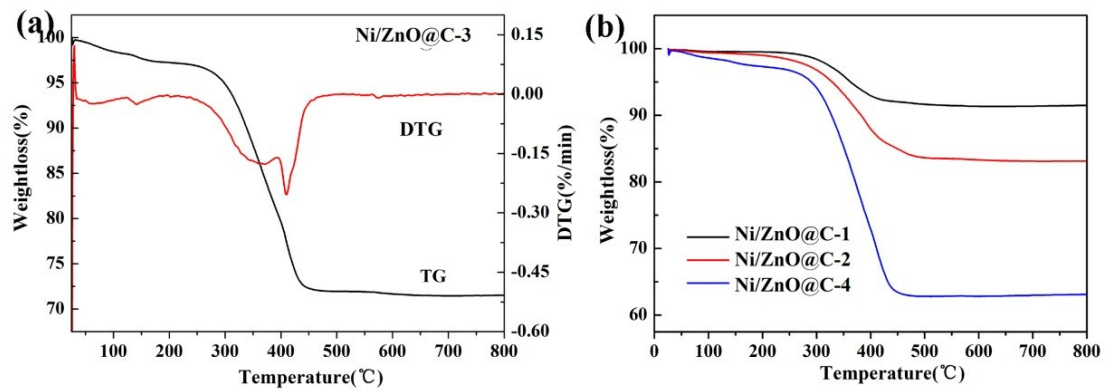 (a)
Ni/ZnO@C-3
DTG
TG
100
95
90
85
80
75
70
Weightloss(%)
0.15
0.00
-0.15
-0.30
-0.45
-0.60
DTG(%/min)
100 200 300 400 500 600 700 800
Temperature(℃)
(b)
100
90
80
70
60
Weightloss(%)
Ni/ZnO@C-1
Ni/ZnO@C-2
Ni/ZnO@C-4
0 100 200 300 400 500 600 700 800
Temperature(℃)